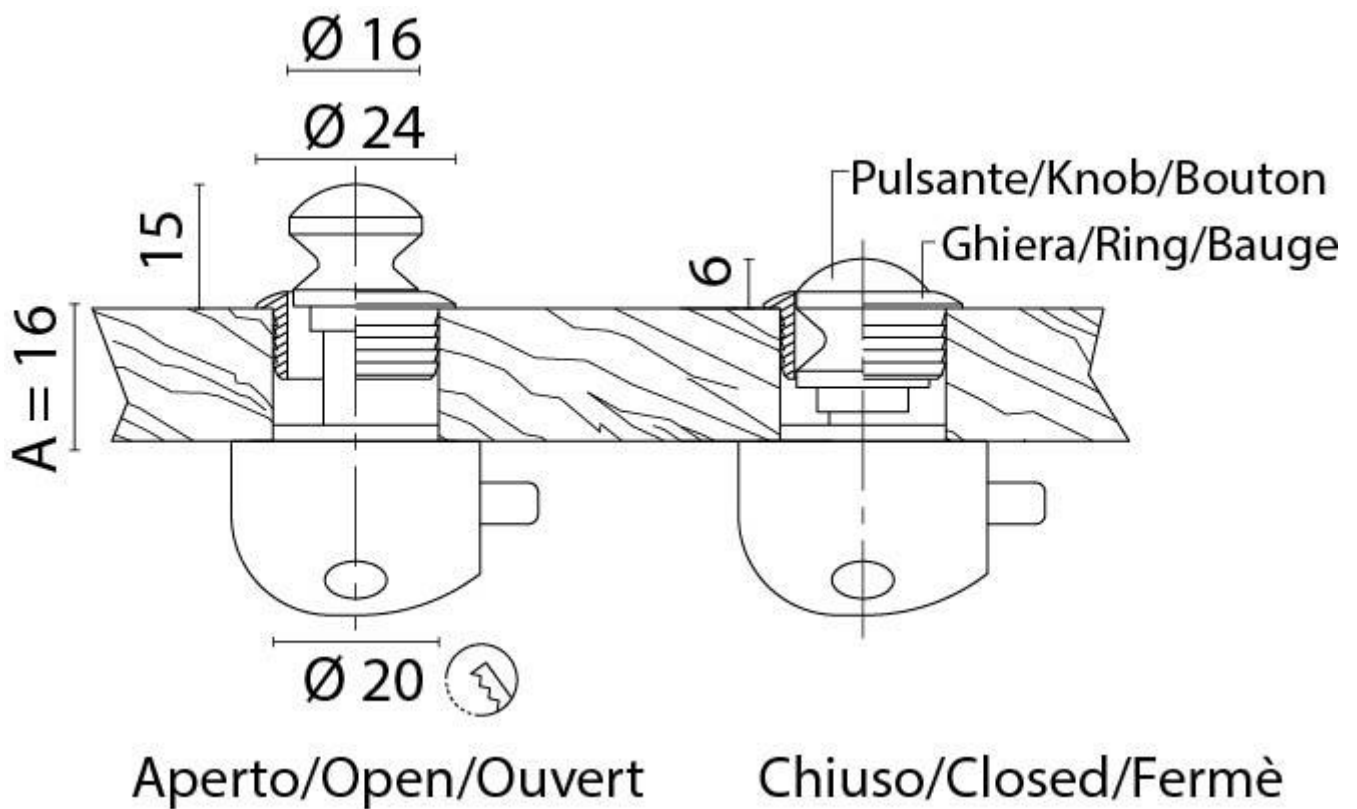 Ø 16
Ø 24
15
Pulsante/Knob/Bouton
Ghiera/Ring/Bauge
6
A = 16
Ø 20
Aperto/Open/Ouvert
Chiuso/Closed/Fermè